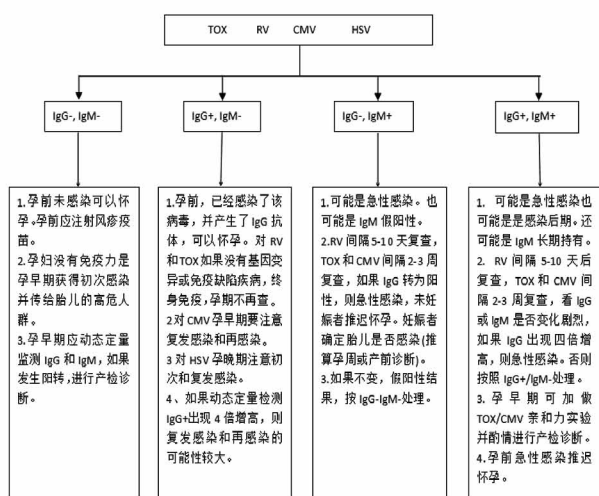 TOX RV CMV HSV
IgG-, IgM-
IgG+, IgM-
IgG-, IgM+
IgG+, IgM+
1.孕前未感染可以怀
孕。孕前应注射风疹疫
苗。
2.孕妇没有免疫力是
孕早期获得初次感染
并传给胎儿的高危人
群。
3.孕早期应动态定量
监测 IgG 和 IgM，如果
发生阳转，进行产检诊
断。
1.孕前，已经感染了该
病毒，并产生了 IgG 抗
体，可以怀孕。对 RV
和TOX如果没有基因变
异或免疫缺陷疾病，终
身免疫，孕期不再查。
2对CMV孕早期要注意
复发感染和再感染。
3 对HSV孕晚期注意初
次和复发感染。
4、如果动态定量检测
IgG+出现 4 倍增高，则
复发感染和再感染的
可能性较大。
1.可能是急性感染。也
可能是 IgM 假阳性。
2.RV 间隔 5-10 天复查，
TOX 和 CMV 间隔 2-3 周
复查，如果 IgG 转为阳
性，则急性感染，未妊
娠者推迟怀孕。妊娠者
确定胎儿是否感染(推
算孕周或产前诊断)。
3.如果不变，假阳性结
果，按 IgG-IgM-处理。
1. 可能是急性感染也
可能是是感染后期。还
可能是 IgM 长期持有。
2. RV 间隔 5-10 天后
复查，TOX 和 CMV 间
隔 2-3 周复查，看 IgG
或 IgM 是否变化剧烈，
如果 IgG 出现四倍增
高，则急性感染。否则
按照 IgG+/IgM-处理。
3. 孕早期可加做
TOX/CMV 亲和力实验
并酌情进行产检诊断。
4.孕前急性感染推迟
怀孕。